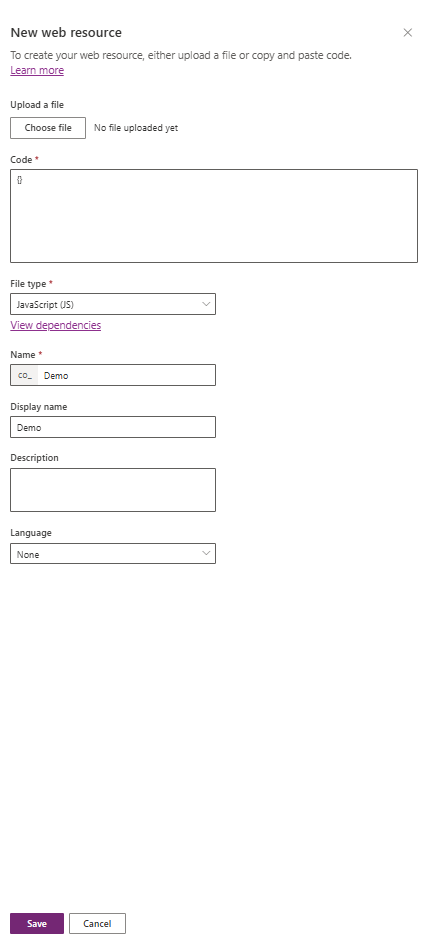 New web resource
To create your web resource, either upload a file or copy and paste code.
Learn more
Upload a file
Choose file No file uploaded yet
Code *
{}
File type *
JavaScript (JS)
View dependencies
Name *
co_ Demo
Display name
Demo
Description
Language
None
Save Cancel